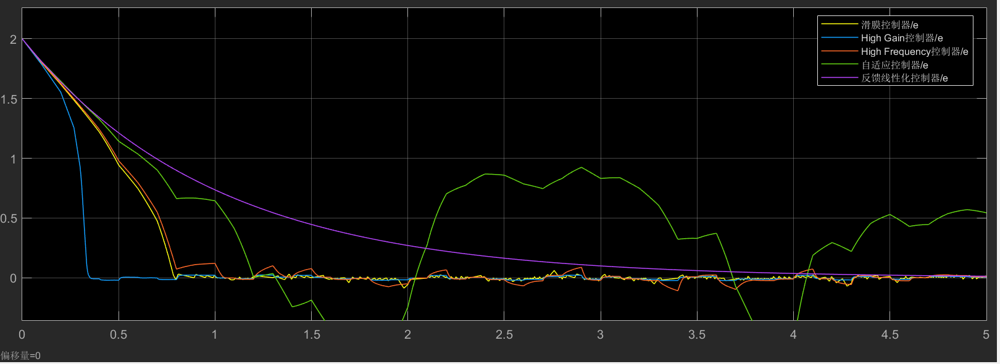 滑膜控制器/e
High Gain控制器/e
High Frequency控制器/e
自适应控制器/e
反馈线性化控制器/e
2
1.5
1
0.5
0
0 0.5 1 1.5 2 2.5 3 3.5 4 4.5 5
偏移量=0